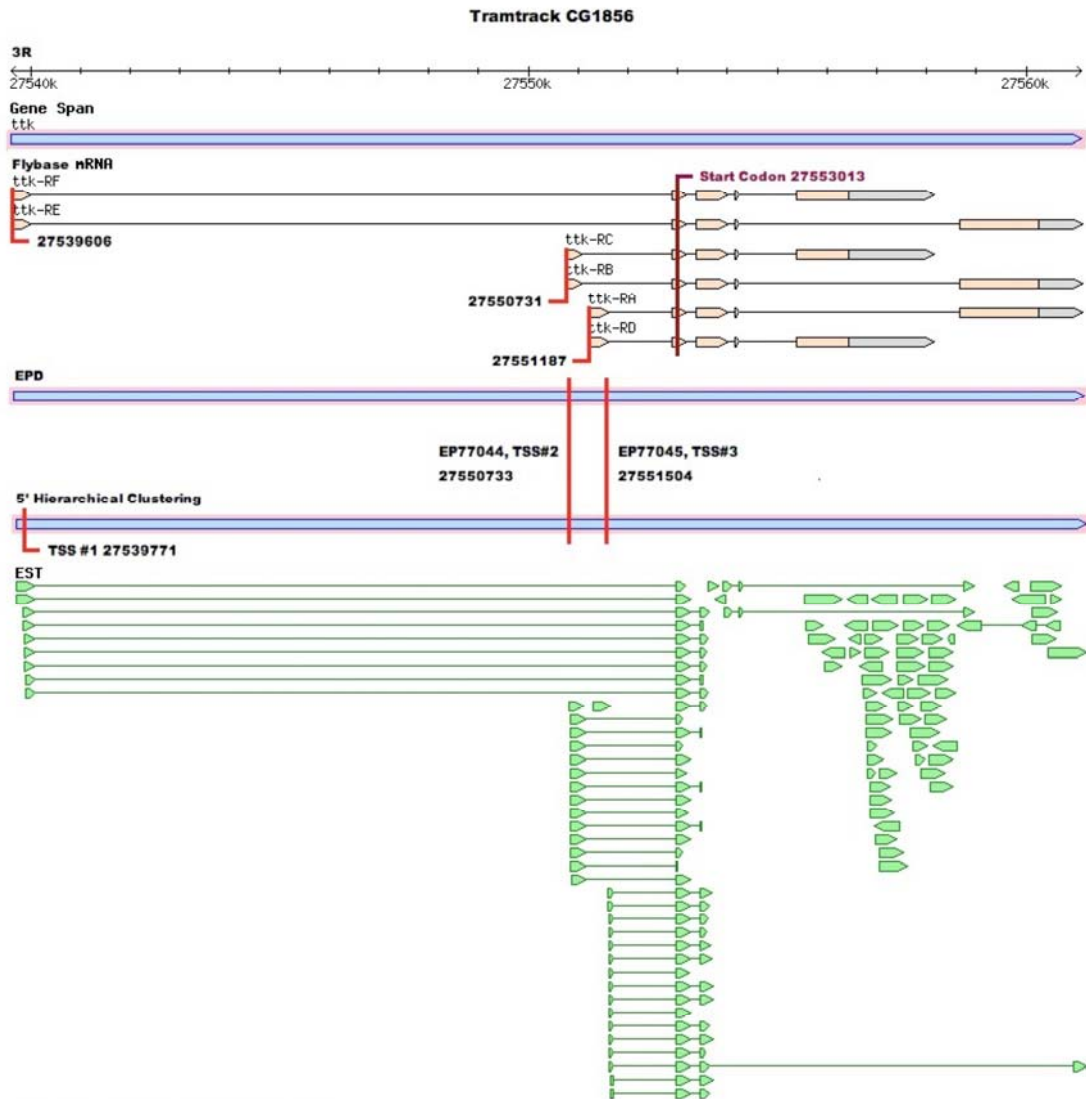 Tramtrack CG1856
3R
27540k 27550k 27560k
Gene Span
ttk
Flybase mRNA
ttk-RF
Start Codon 27553013
ttk-RE
27539606
ttk-RC
ttk-RB
27550731
ttk-RA
ttk-RD
27551187
EPD
EP77044, TSS#2
27550733
EP77045, TSS#3
27551504
5' Hierarchical Clustering
TSS #1 27539771
EST